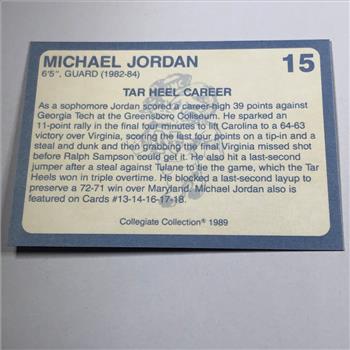 MICHAEL JORDAN 15
6'5", GUARD (1982-84)
TAR HEEL CAREER
As a sophomore Jordan scored a career-high 39 points against
Georgia Tech at the Greensboro Coliseum. He sparked an
11-point rally in the final four minutes to lift Carolina to a 64-63
victory over Virginia, scoring the last four points on a tip-in and a
steal and dunk and then grabbing the final Virginia missed shot
before Ralph Sampson could get it. He also hit a last-second
jumper after a steal against Tulane to tie the game, which the Tar
Heels won in triple overtime. He blocked a last-second layup to
preserve a 72-71 win over Maryland. Michael Jordan also is
featured on Cards #13-14-16-17-18.
Collegiate Collection® 1989